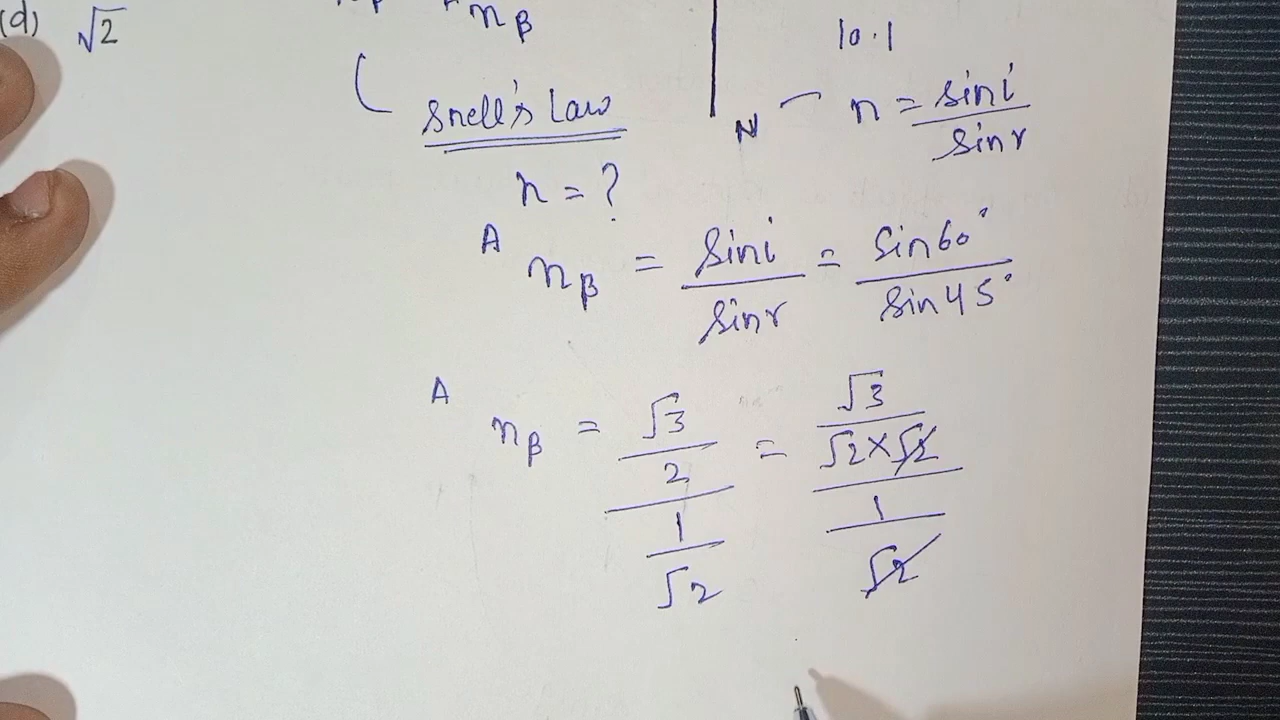 (d) √2
n_β
10.1
Snell's Law
N
n = sin i / sin r
n = ?
A n_β = sin i / sin r = sin 60° / sin 45°
A n_β = (√3 / 2) / (1 / √2) = (√3 / (√2 × √2)) / (1 / √2)